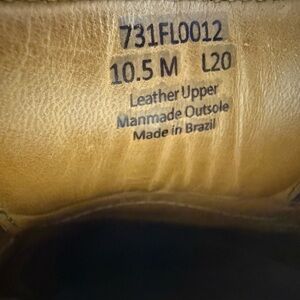 731FL0012
10.5 M L20
Leather Upper
Manmade Outsole
Made in Brazil